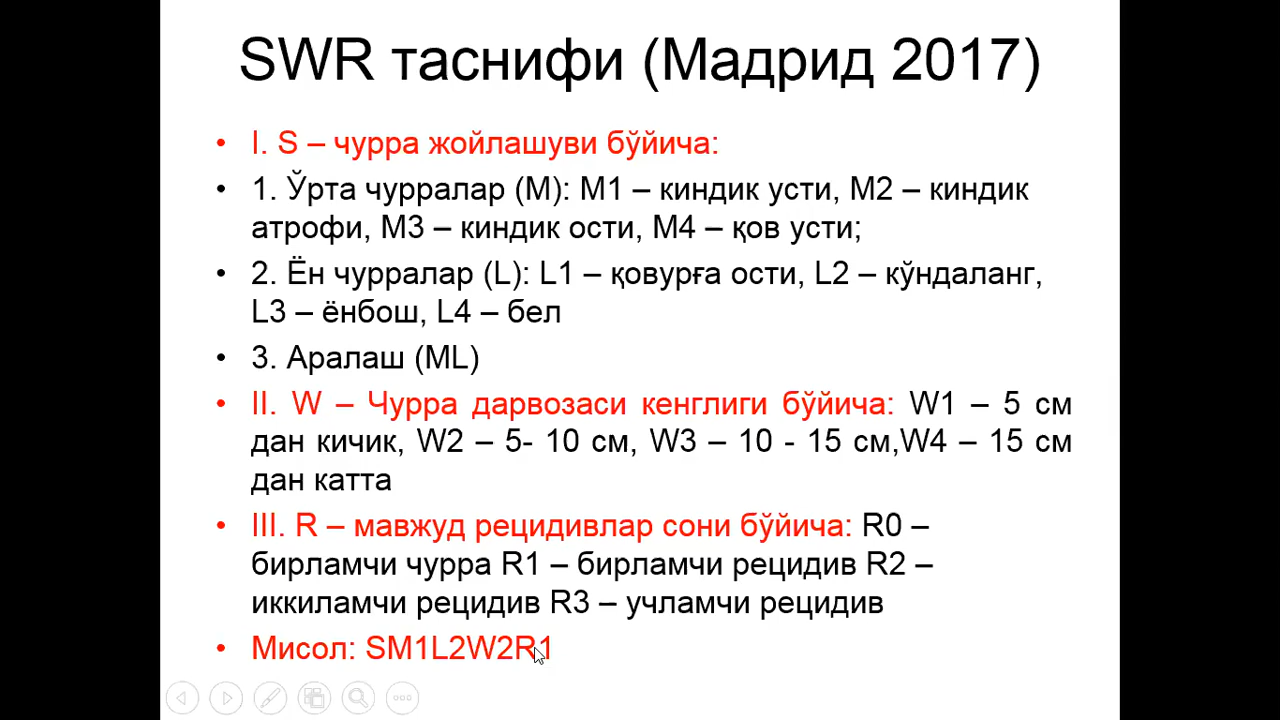 SWR таснифи (Мадрид 2017)
• I. S – чурра жойлашуви бўйича:
• 1. Ўрта чурралар (M): M1 – киндик усти, M2 – киндик
атрофи, M3 – киндик ости, M4 – қов усти;
• 2. Ён чурралар (L): L1 – қовурға ости, L2 – кўндаланг,
L3 – ёнбош, L4 – бел
• 3. Аралаш (ML)
• II. W – Чурра дарвозаси кенглиги бўйича: W1 – 5 см
дан кичик, W2 – 5- 10 см, W3 – 10 - 15 см,W4 – 15 см
дан катта
• III. R – мавжуд рецидивлар сони бўйича: R0 –
бирламчи чурра R1 – бирламчи рецидив R2 –
иккиламчи рецидив R3 – учламчи рецидив
• Мисол: SM1L2W2R1